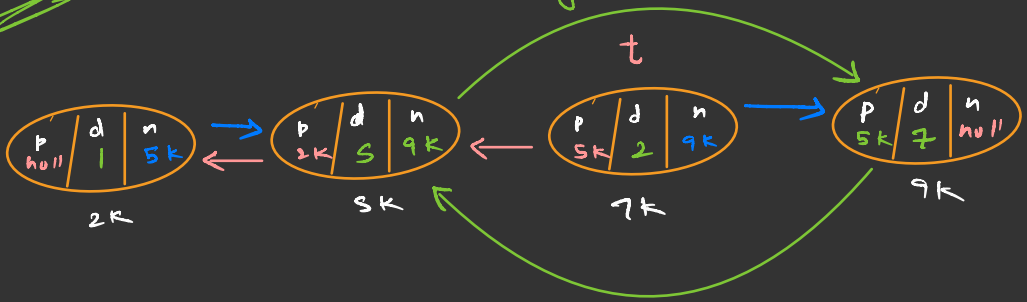 t
p d n
null 1 5K
2K
p d n
2K 5 9K
5K
p d n
5K 2 9K
7K
p d n
5K 7 null
9K